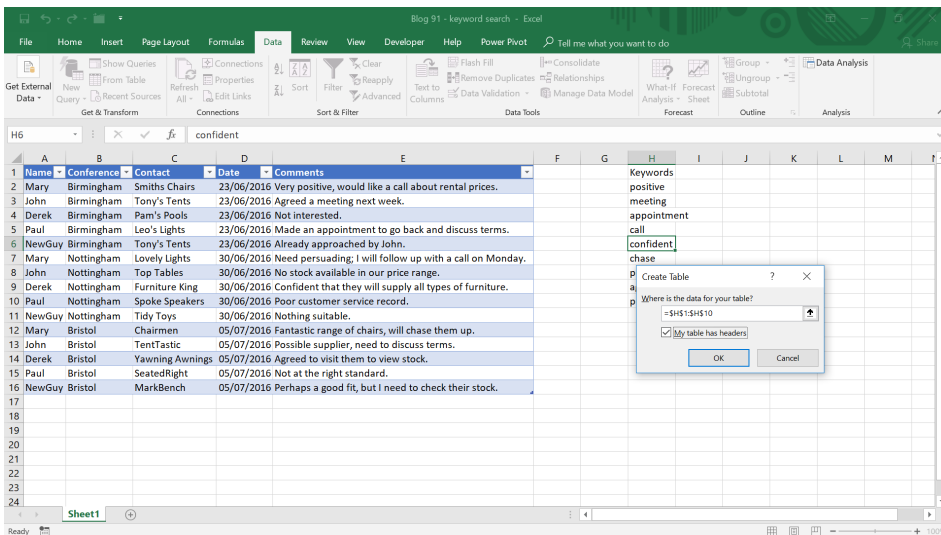 Blog 91 - keyword search - Excel
File Home Insert Page Layout Formulas Data Review View Developer Help Power Pivot Tell me what you want to do Share
Get External Data
New Query
Show Queries
From Table
Recent Sources
Get & Transform
Refresh All
Connections
Properties
Edit Links
Connections
Sort
Filter
Clear
Reapply
Advanced
Sort & Filter
Text to Columns
Flash Fill
Remove Duplicates
Data Validation
Consolidate
Relationships
Manage Data Model
Data Tools
What-If Analysis
Forecast Sheet
Forecast
Group
Ungroup
Subtotal
Outline
Data Analysis
Analysis
H6 fx confident
A B C D E F G H I J K L M
1 Name Conference Contact Date Comments Keywords
2 Mary Birmingham Smiths Chairs 23/06/2016 Very positive, would like a call about rental prices. positive
3 John Birmingham Tony's Tents 23/06/2016 Agreed a meeting next week. meeting
4 Derek Birmingham Pam's Pools 23/06/2016 Not interested. appointment
5 Paul Birmingham Leo's Lights 23/06/2016 Made an appointment to go back and discuss terms. call
6 NewGuy Birmingham Tony's Tents 23/06/2016 Already approached by John. confident
7 Mary Nottingham Lovely Lights 30/06/2016 Need persuading; I will follow up with a call on Monday. chase
8 John Nottingham Top Tables 30/06/2016 No stock available in our price range.
9 Derek Nottingham Furniture King 30/06/2016 Confident that they will supply all types of furniture.
10 Paul Nottingham Spoke Speakers 30/06/2016 Poor customer service record.
11 NewGuy Nottingham Tidy Toys 30/06/2016 Nothing suitable.
12 Mary Bristol Chairmen 05/07/2016 Fantastic range of chairs, will chase them up.
13 John Bristol TentTastic 05/07/2016 Possible supplier, need to discuss terms.
14 Derek Bristol Yawning Awnings 05/07/2016 Agreed to visit them to view stock.
15 Paul Bristol SeatedRight 05/07/2016 Not at the right standard.
16 NewGuy Bristol MarkBench 05/07/2016 Perhaps a good fit, but I need to check their stock.
17
18
19
20
21
22
23
24
Create Table ?
Where is the data for your table?
=$H$1:$H$10
My table has headers
OK Cancel
Sheet1
Ready